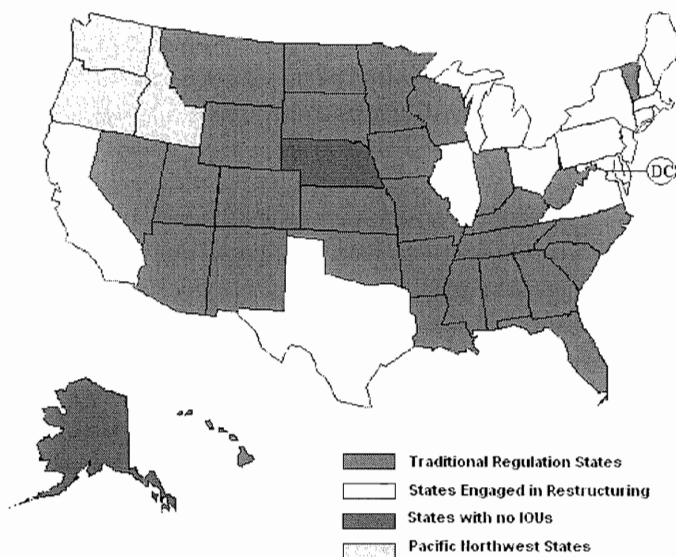 DC
Traditional Regulation States
States Engaged in Restructuring
States with no IOUs
Pacific Northwest States